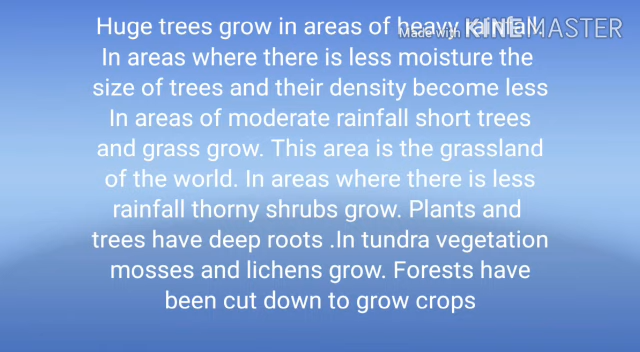 Huge trees grow in areas of heavy rainfall.
Made with KINEMASTER
In areas where there is less moisture the
size of trees and their density become less
In areas of moderate rainfall short trees
and grass grow. This area is the grassland
of the world. In areas where there is less
rainfall thorny shrubs grow. Plants and
trees have deep roots .In tundra vegetation
mosses and lichens grow. Forests have
been cut down to grow crops